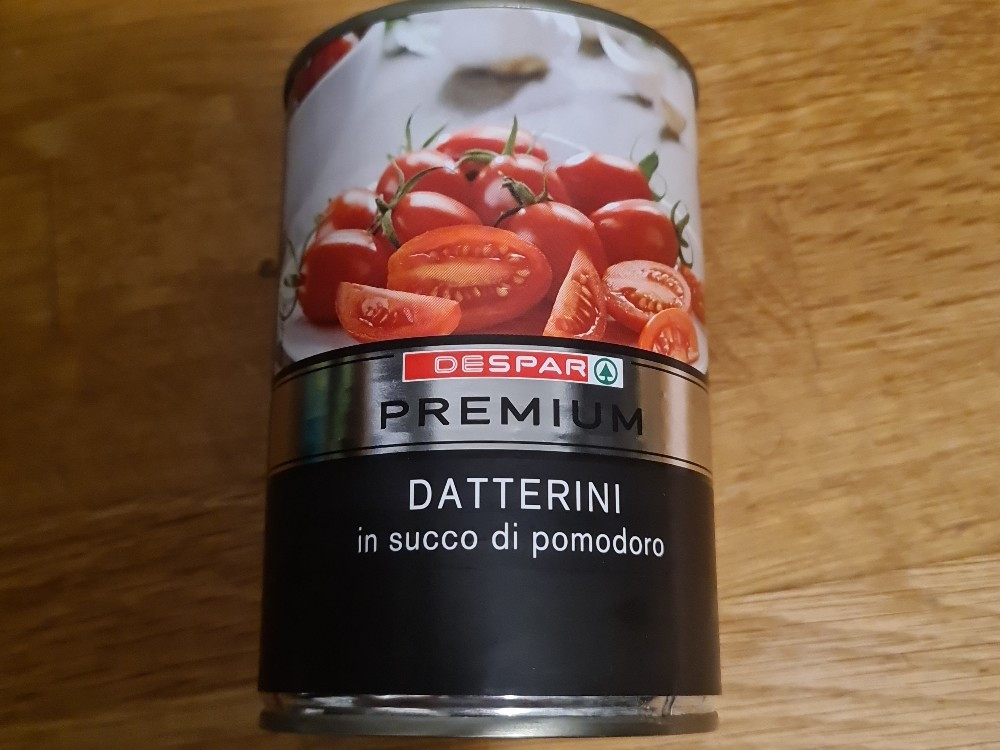 DESPAR
PREMIUM
DATTERINI
in succo di pomodoro